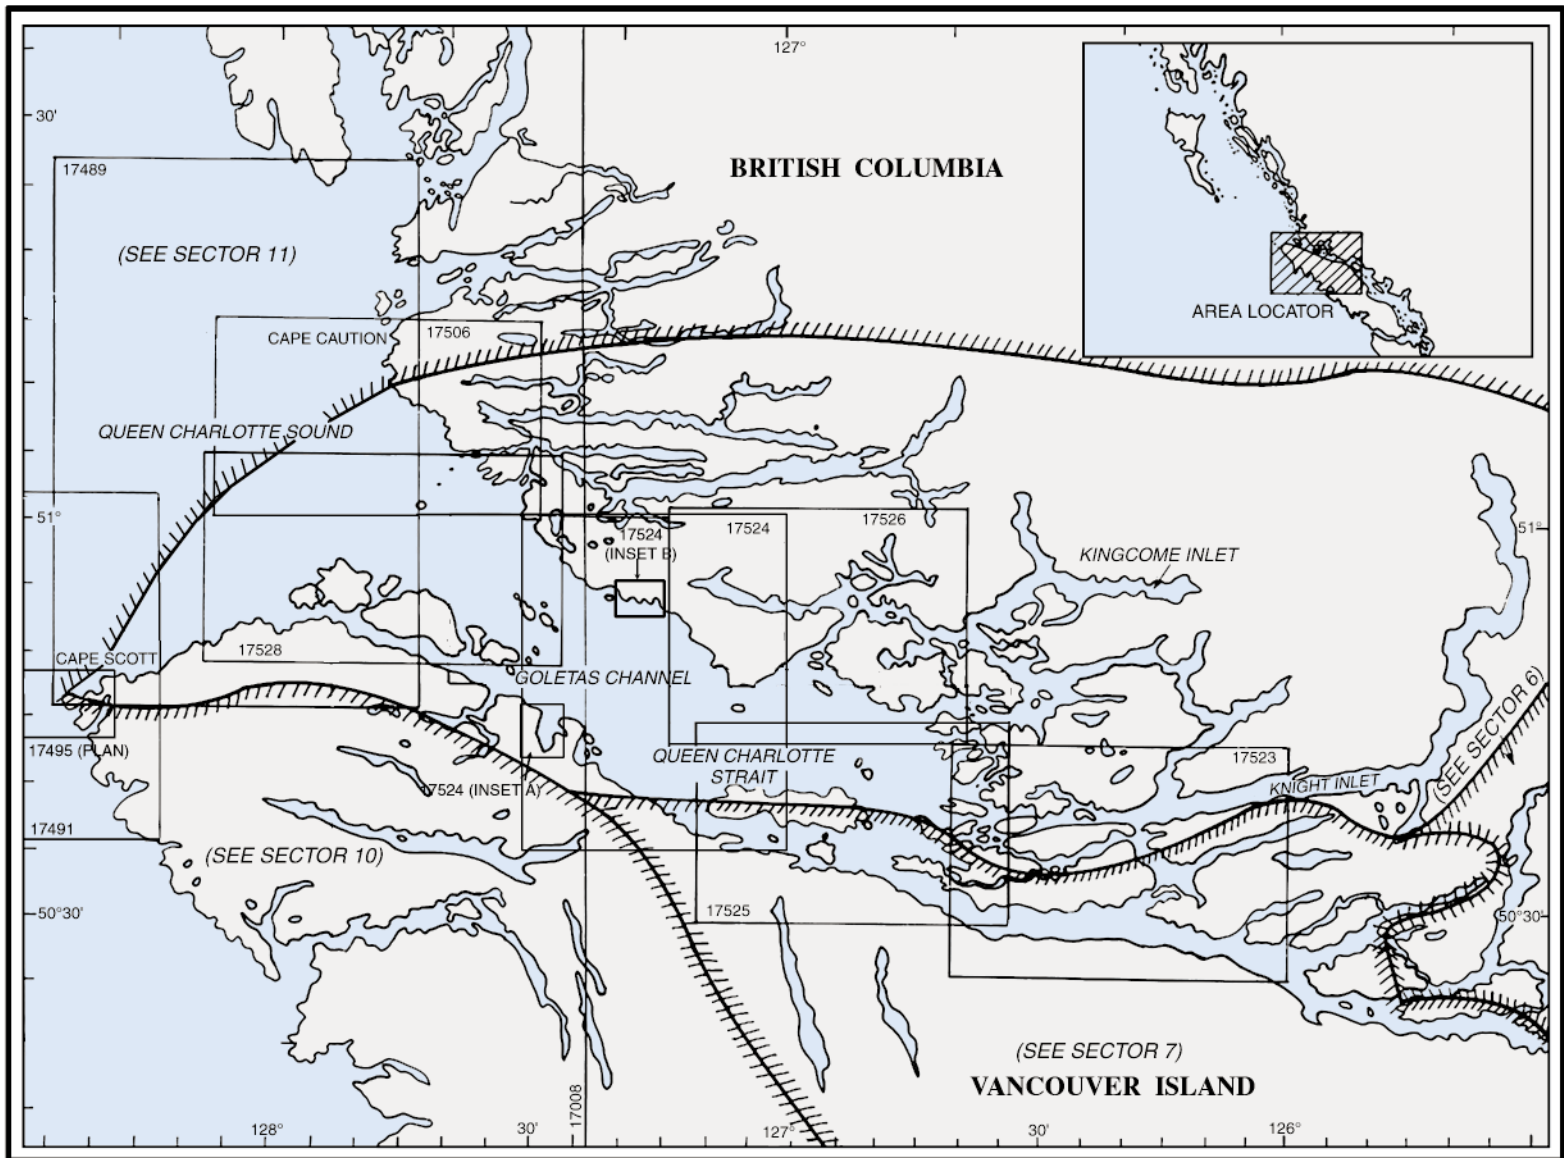 127°
30'
17489
BRITISH COLUMBIA
(SEE SECTOR 11)
AREA LOCATOR
CAPE CAUTION
17506
QUEEN CHARLOTTE SOUND
51°
17524
(INSET B)
17524
17526
51°
KINGCOME INLET
CAPE SCOTT
17528
GOLETAS CHANNEL
(SEE SECTOR 6)
17495 (PLAN)
QUEEN CHARLOTTE
STRAIT
17523
17524 (INSET A)
KNIGHT INLET
17491
(SEE SECTOR 10)
50°30'
17525
50°30'
(SEE SECTOR 7)
VANCOUVER ISLAND
17008
128°
30'
127°
30'
126°